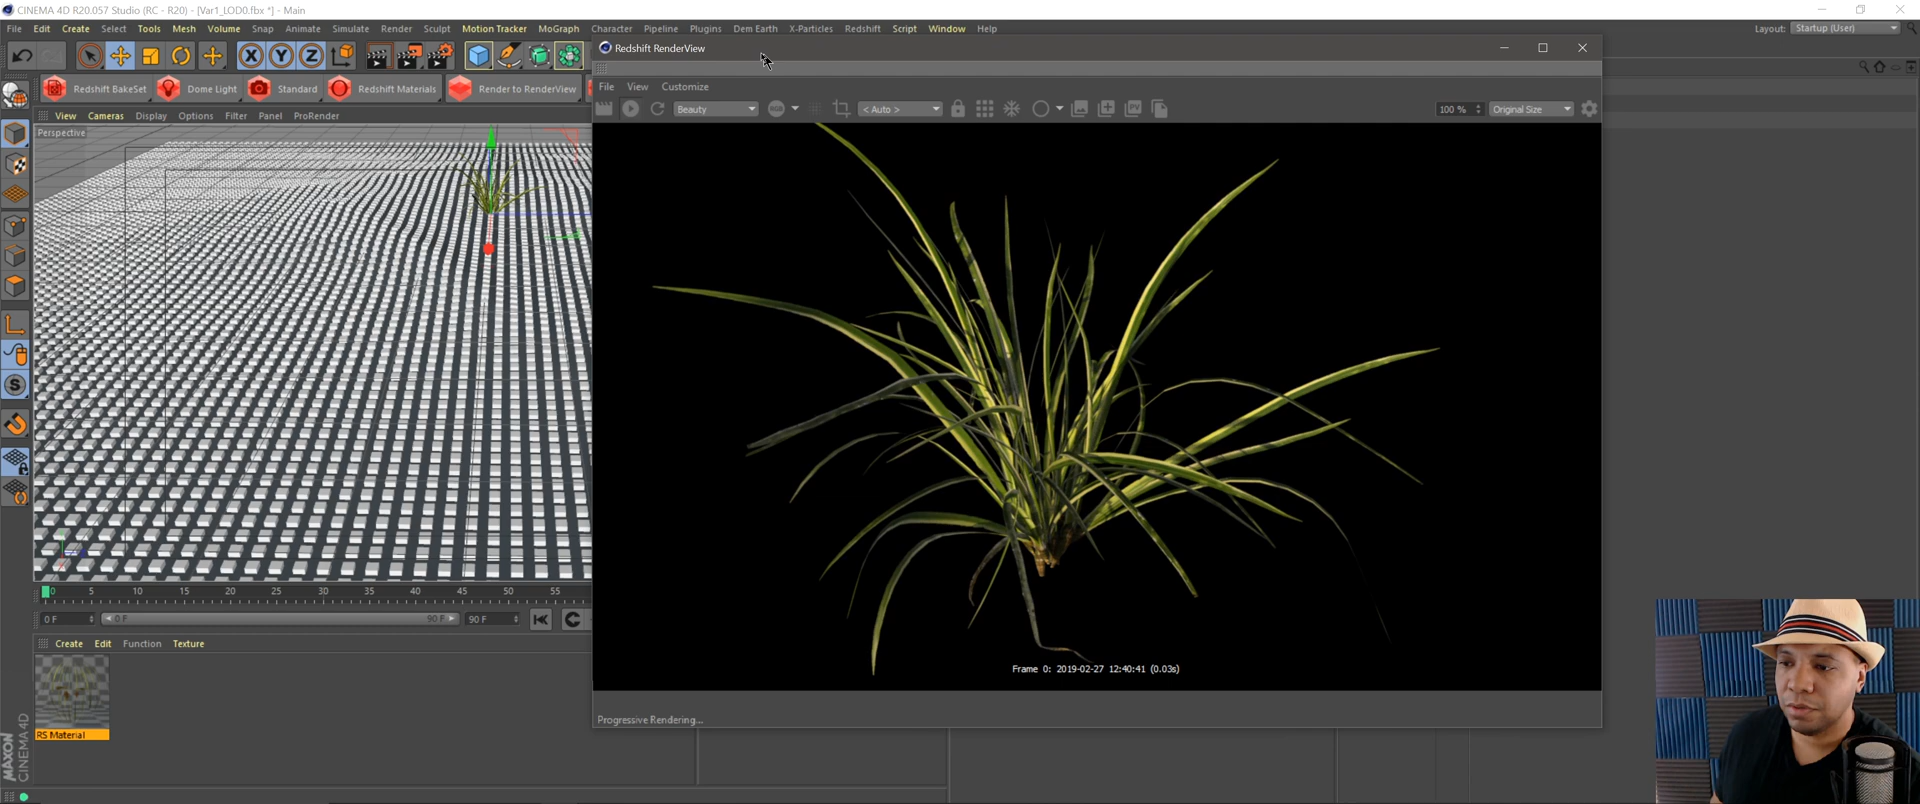 CINEMA 4D R20.057 Studio (RC - R20) - [Var1_LOD0.fbx *] - Main
File Edit Create Select Tools Mesh Volume Snap Animate Simulate Render Sculpt Motion Tracker MoGraph Character Pipeline Plugins Dem Earth X-Particles Redshift Script Window Help
Layout: Startup (User)
Redshift RenderView
X Y Z
Redshift BakeSet Dome Light Standard Redshift Materials Render to RenderView
File View Customize
Beauty RGB < Auto > PV 100 % Original Size
View Cameras Display Options Filter Panel ProRender
Perspective
S
Frame 0: 2019-02-27 12:40:41 (0.03s)
0 5 10 15 20 25 30 35 40 45 50 55
0 F 0 F 90 F 90 F
Create Edit Function Texture
RS Material
Progressive Rendering...
MAXON
CINEMA 4D